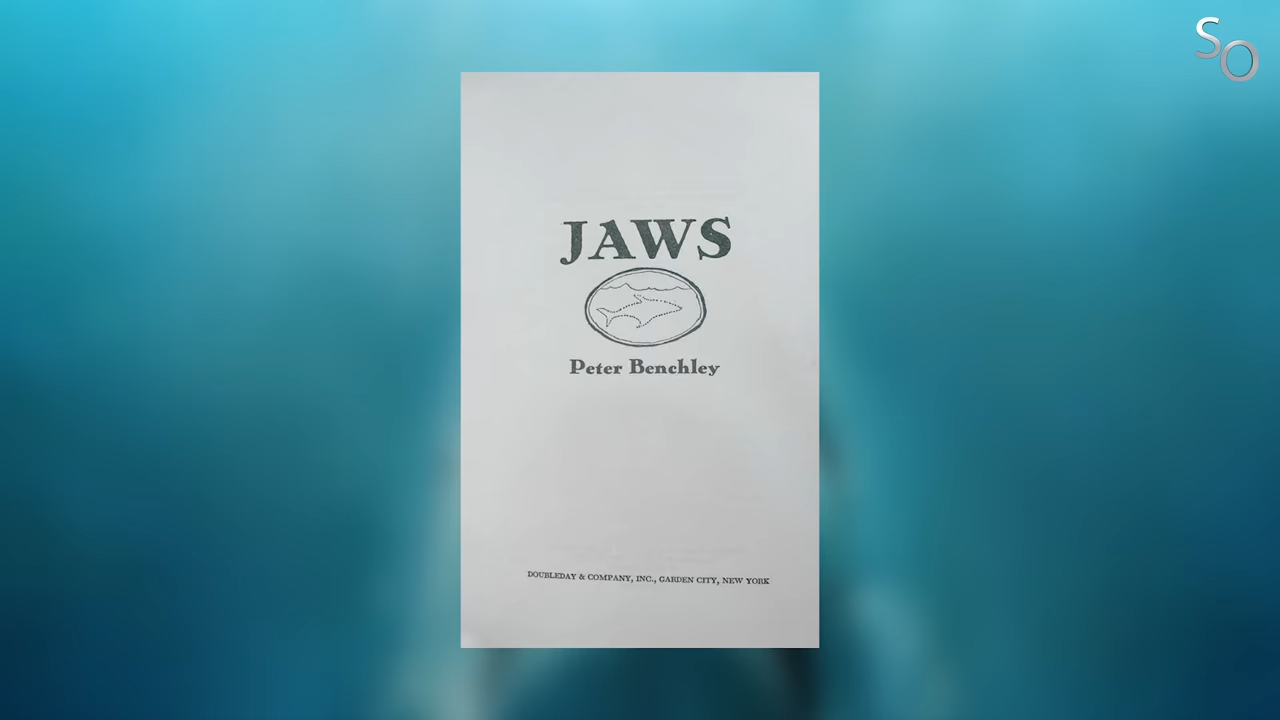 SO
JAWS
Peter Benchley
DOUBLEDAY & COMPANY, INC., GARDEN CITY, NEW YORK